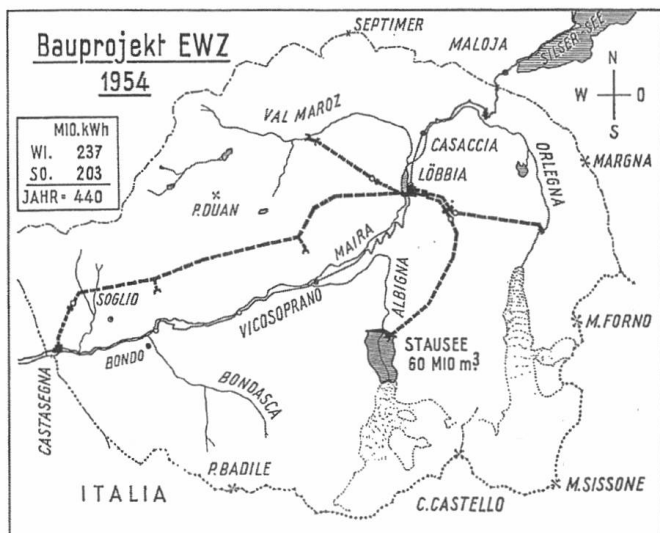 Bauprojekt EWZ
1954
MIO.kWh
WI. 237
SO. 203
JAHR= 440
SEPTIMER
MALOJA
SILSER-SEE
N
W O
S
VAL MAROZ
CASACCIA
LÖBBIA
ORLEGNA
MARGNA
P.DUAN
MAIRA
ALBIGNA
SOGLIO
VICOSOPRANO
STAUSEE
60 MIO m³
M.FORNO
CASTASEGNA
BONDO
BONDASCA
P.BADILE
ITALIA
C.CASTELLO
M.SISSONE